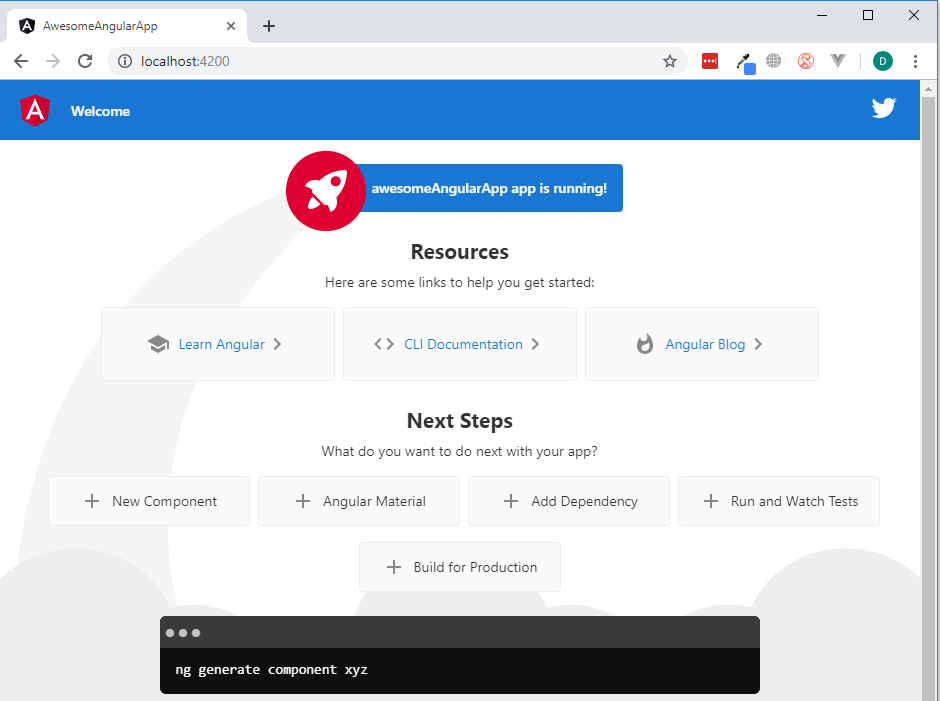 AwesomeAngularApp
localhost:4200
D
Welcome
awesomeAngularApp app is running!
Resources
Here are some links to help you get started:
Learn Angular
CLI Documentation
Angular Blog
Next Steps
What do you want to do next with your app?
New Component
Angular Material
Add Dependency
Run and Watch Tests
Build for Production
ng generate component xyz